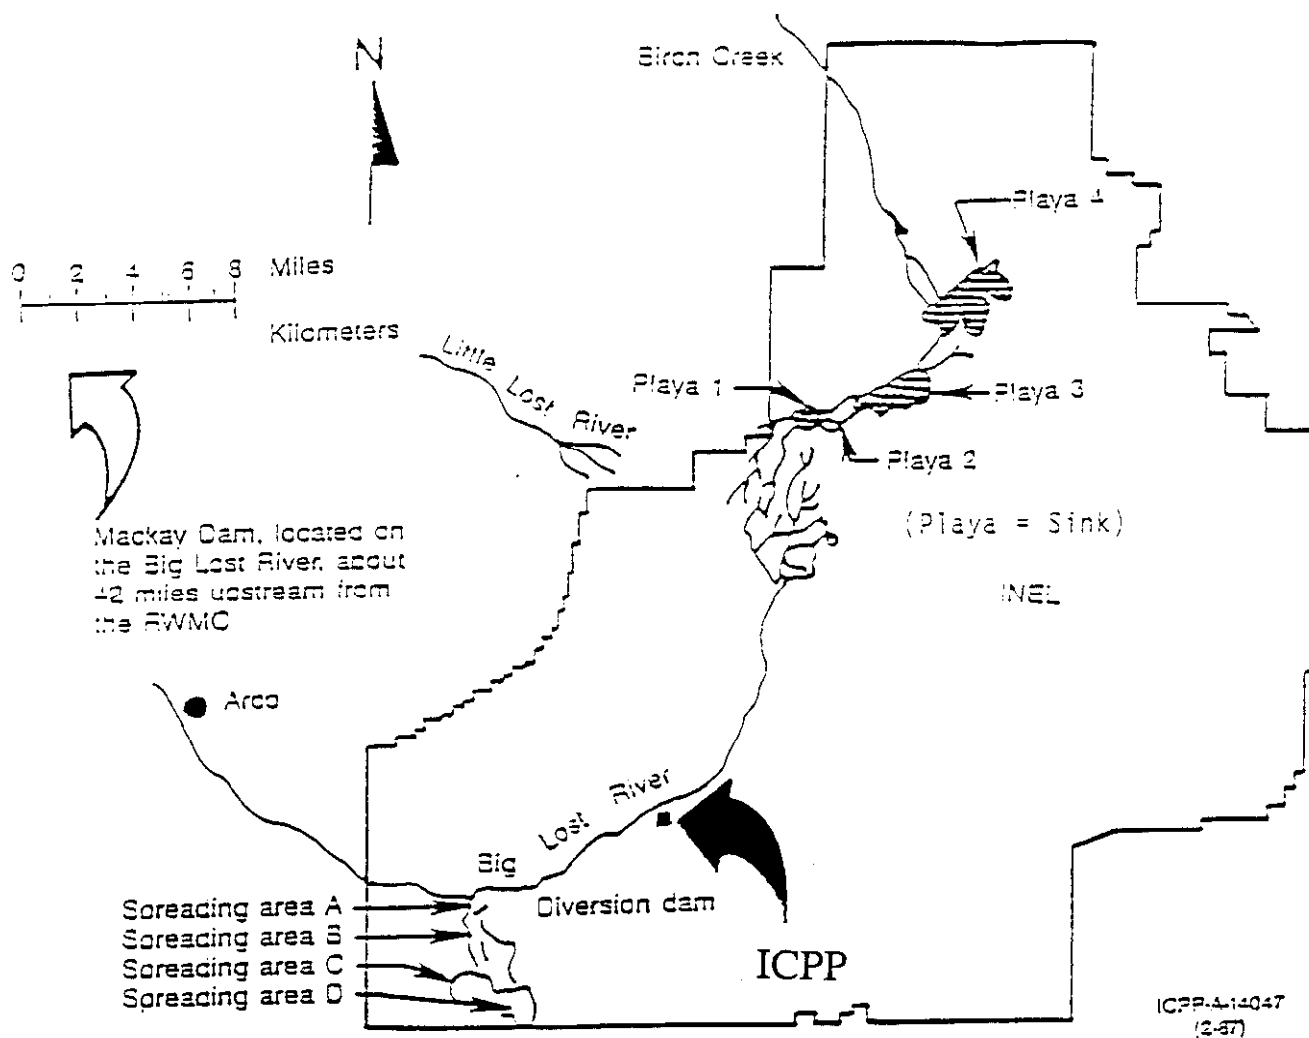 N
Birch Creek
Playa 4
0 2 4 6 8 Miles
Kilometers
Little Lost River
Playa 1
Playa 3
Playa 2
(Playa = Sink)
INEL
Mackay Dam, located on
the Big Lost River, about
42 miles upstream from
the RWMC
Arco
Big Lost River
Diversion dam
Spreading area A
Spreading area B
Spreading area C
Spreading area D
ICPP
ICPP-A-14047
(2-87)